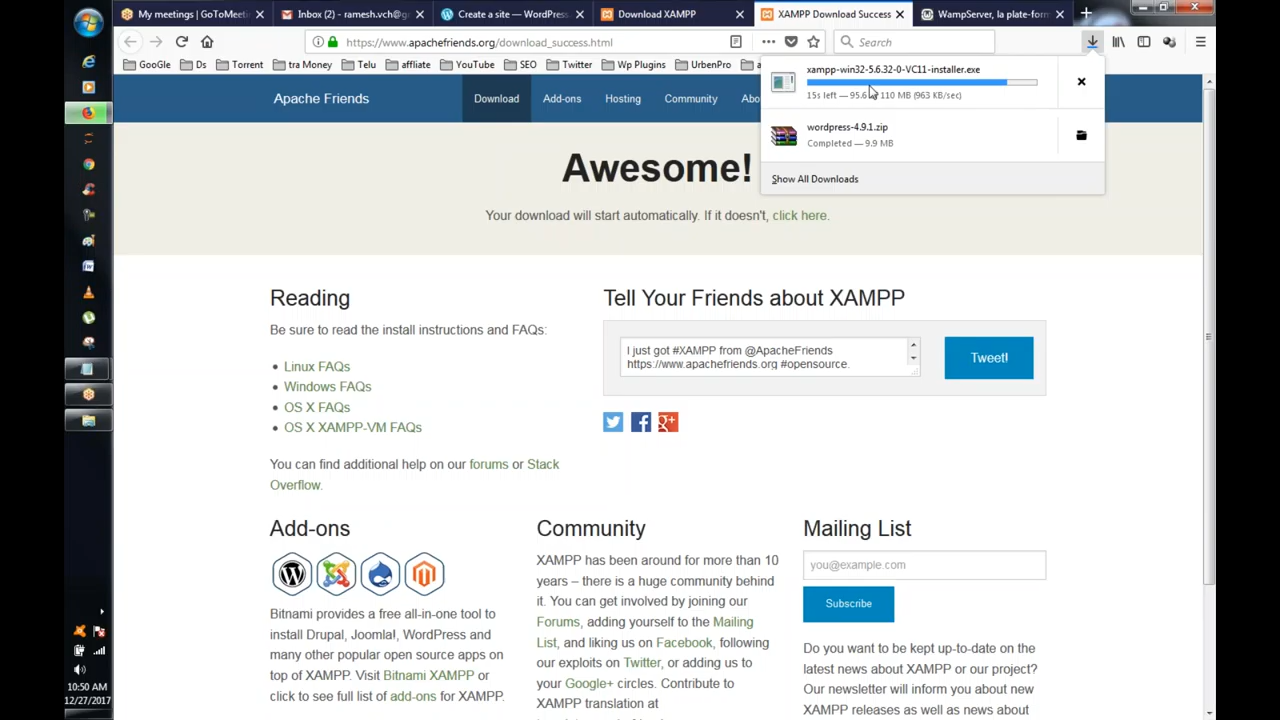 My meetings | GoToMeeti
Inbox (2) - ramesh.vch@g
Create a site — WordPress
Download XAMPP
XAMPP Download Success
WampServer, la plate-form
https://www.apachefriends.org/download_success.html
Search
GooGle
Ds
Torrent
tra Money
Telu
affliate
YouTube
SEO
Twitter
Wp Plugins
UrbenPro
a
xampp-win32-5.6.32-0-VC11-installer.exe
15s left — 95.6 110 MB (963 KB/sec)
wordpress-4.9.1.zip
Completed — 9.9 MB
Show All Downloads
Apache Friends
Download
Add-ons
Hosting
Community
Abo
Awesome!
Your download will start automatically. If it doesn't, click here.
Reading
Be sure to read the install instructions and FAQs:
• Linux FAQs
• Windows FAQs
• OS X FAQs
• OS X XAMPP-VM FAQs
You can find additional help on our forums or Stack
Overflow.
Tell Your Friends about XAMPP
I just got #XAMPP from @ApacheFriends
https://www.apachefriends.org #opensource.
Tweet!
Add-ons
Bitnami provides a free all-in-one tool to
install Drupal, Joomla!, WordPress and
many other popular open source apps on
top of XAMPP. Visit Bitnami XAMPP or
click to see full list of add-ons for XAMPP.
Community
XAMPP has been around for more than 10
years – there is a huge community behind
it. You can get involved by joining our
Forums, adding yourself to the Mailing
List, and liking us on Facebook, following
our exploits on Twitter, or adding us to
your Google+ circles. Contribute to
XAMPP translation at
Mailing List
you@example.com
Subscribe
Do you want to be kept up-to-date on the
latest news about XAMPP or our project?
Our newsletter will inform you about new
XAMPP releases as well as news about
10:50 AM
12/27/2017